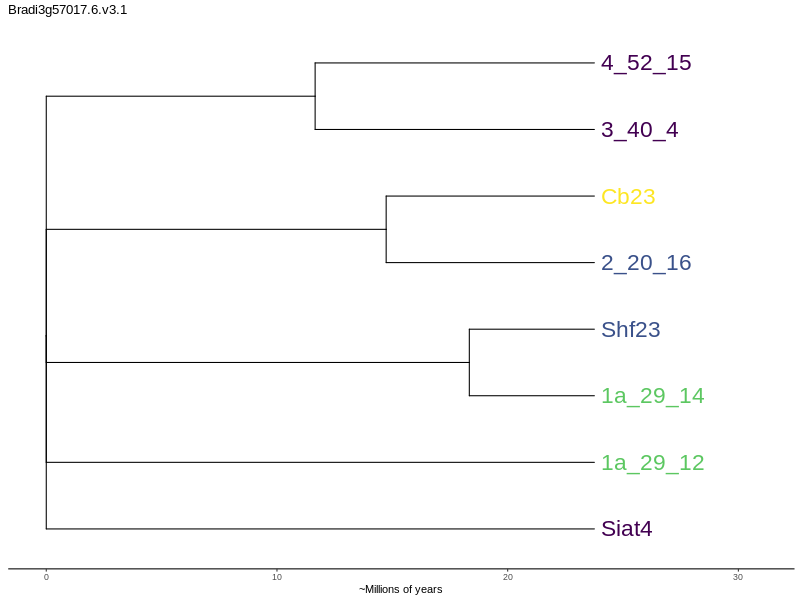 Bradi3g57017.6.v3.1
4_52_15
3_40_4
Cb23
2_20_16
Shf23
1a_29_14
1a_29_12
Siat4
0 10 20 30
~Millions of years